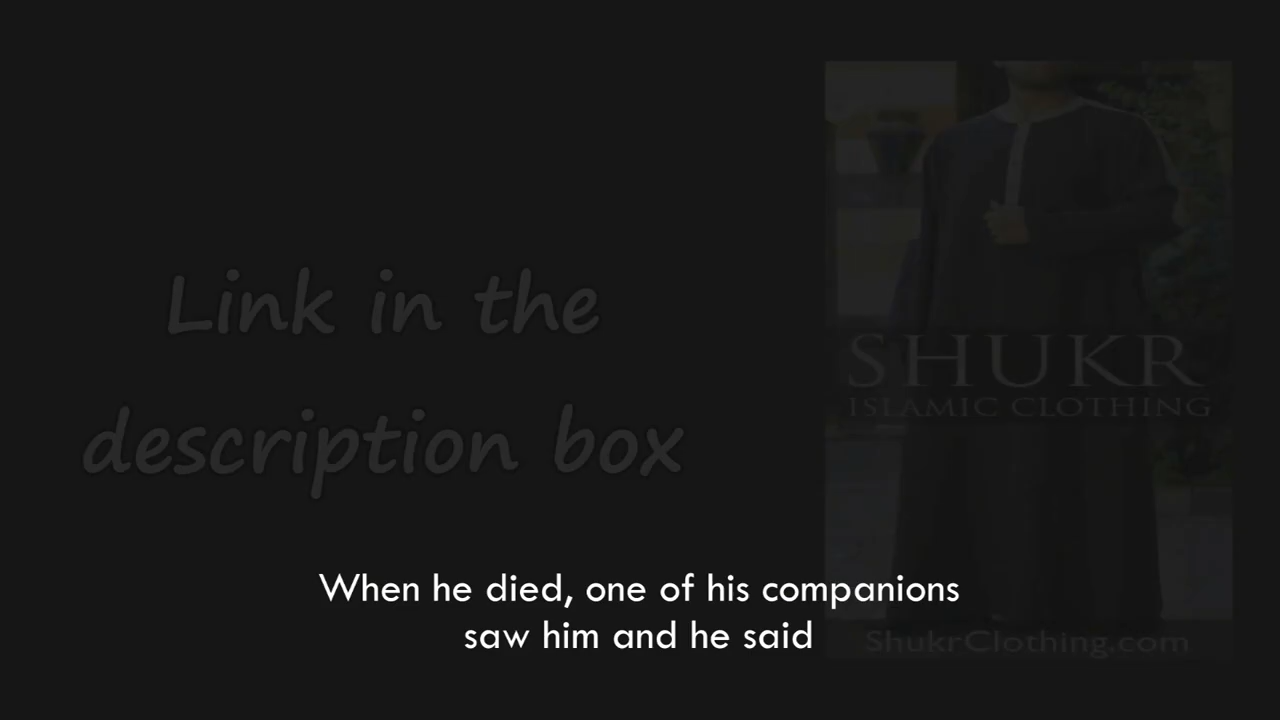 Link in the
description box
SHUKR
ISLAMIC CLOTHING
ShukrClothing.com
When he died, one of his companions
saw him and he said